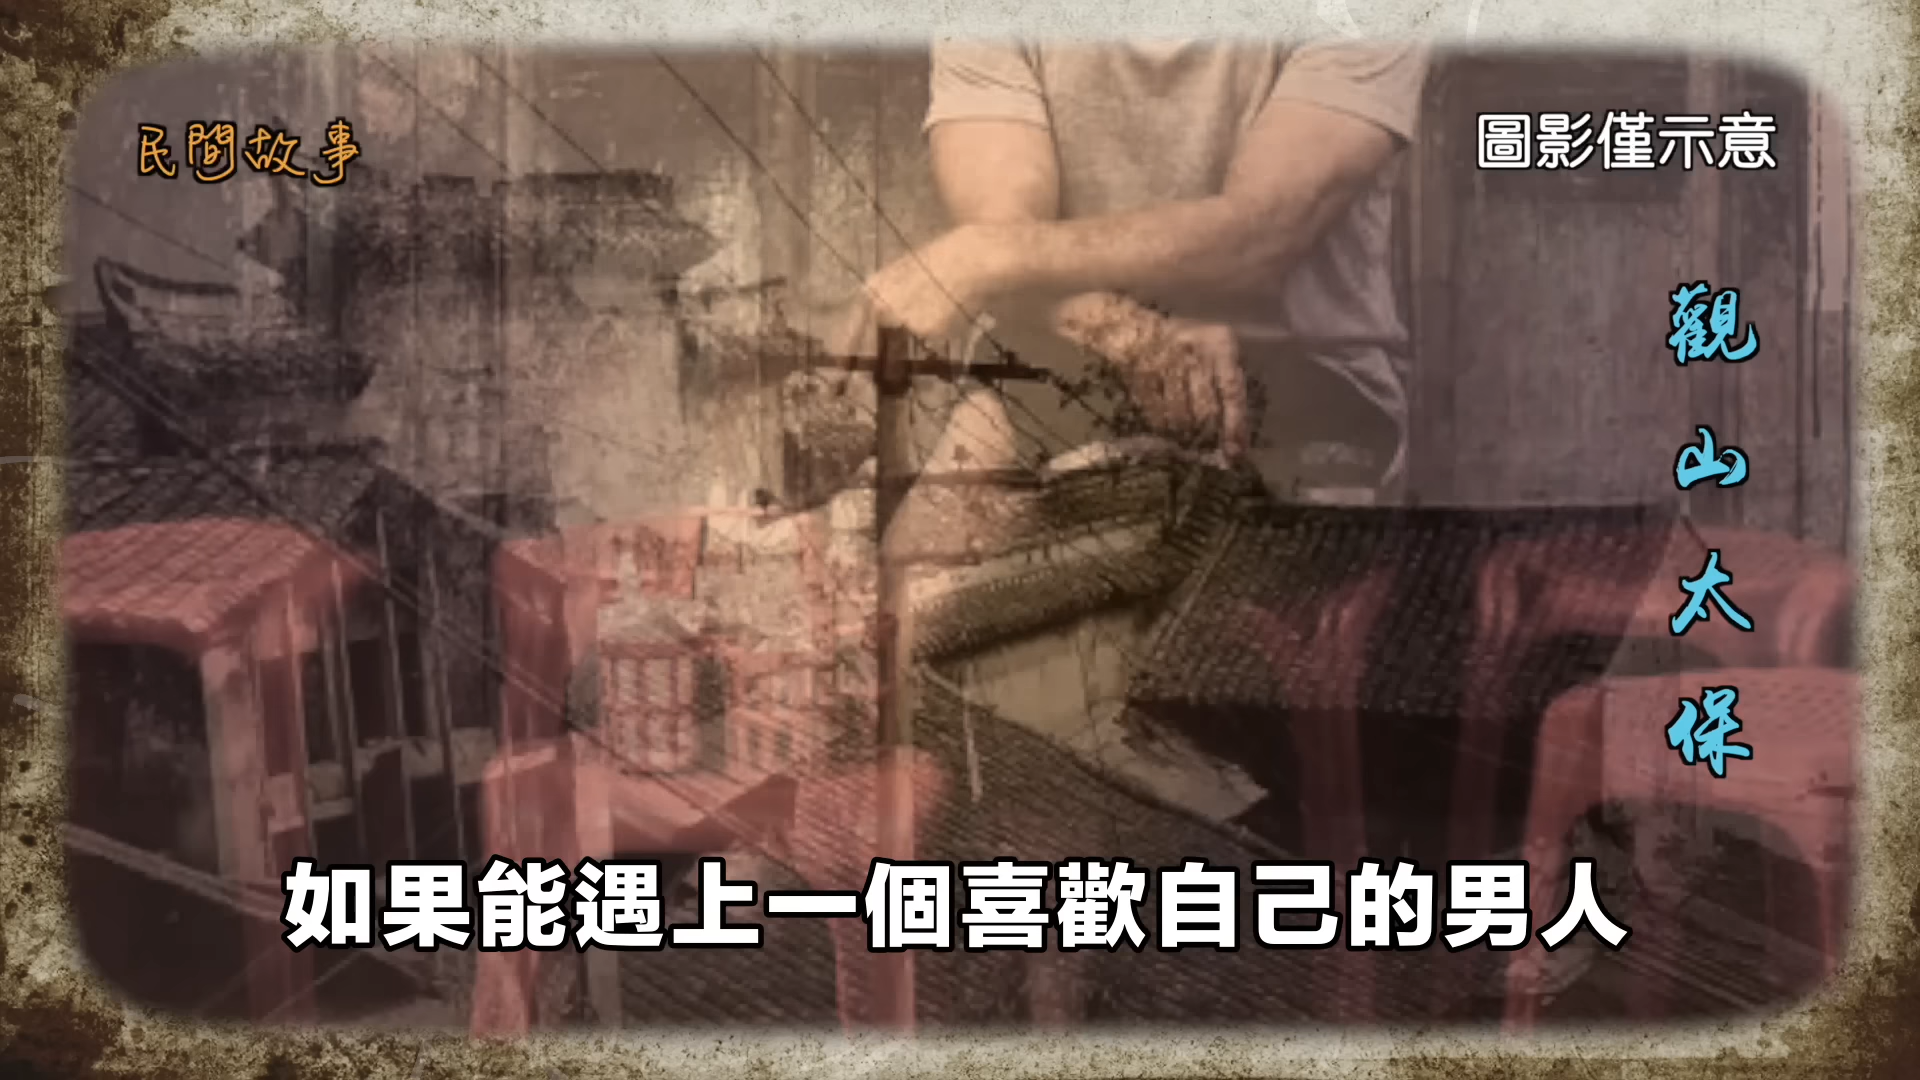 民間故事
圖影僅示意
觀山太保
如果能遇上一個喜歡自己的男人